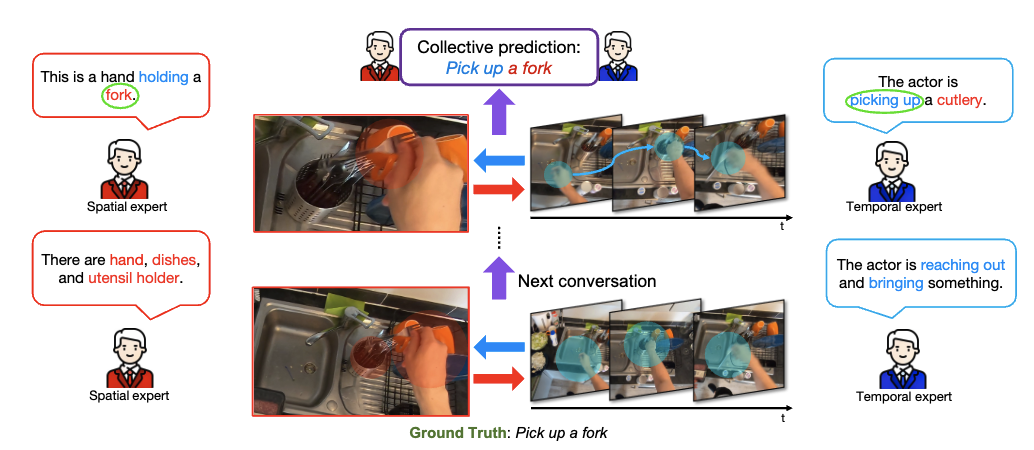 Collective prediction:
Pick up a fork
This is a hand holding a
fork.
Spatial expert
The actor is
picking up a cutlery.
Temporal expert
t
There are hand, dishes,
and utensil holder.
Spatial expert
Next conversation
The actor is reaching out
and bringing something.
Temporal expert
t
Ground Truth: Pick up a fork